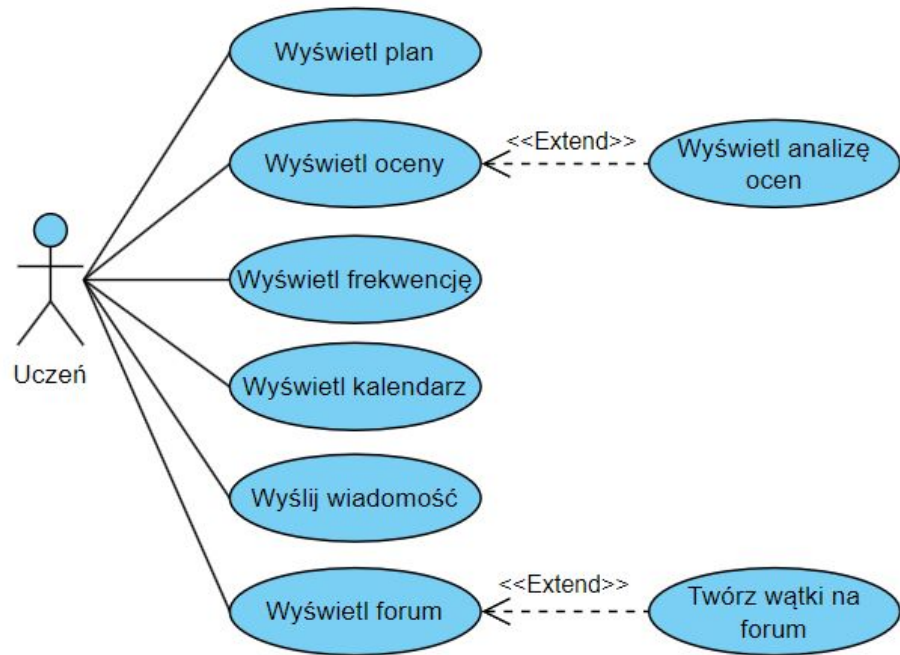 Wyświetl plan
Wyświetl oceny
<<Extend>>
Wyświetl analizę
ocen
Wyświetl frekwencję
Uczeń
Wyświetl kalendarz
Wyślij wiadomość
Wyświetl forum
<<Extend>>
Twórz wątki na
forum